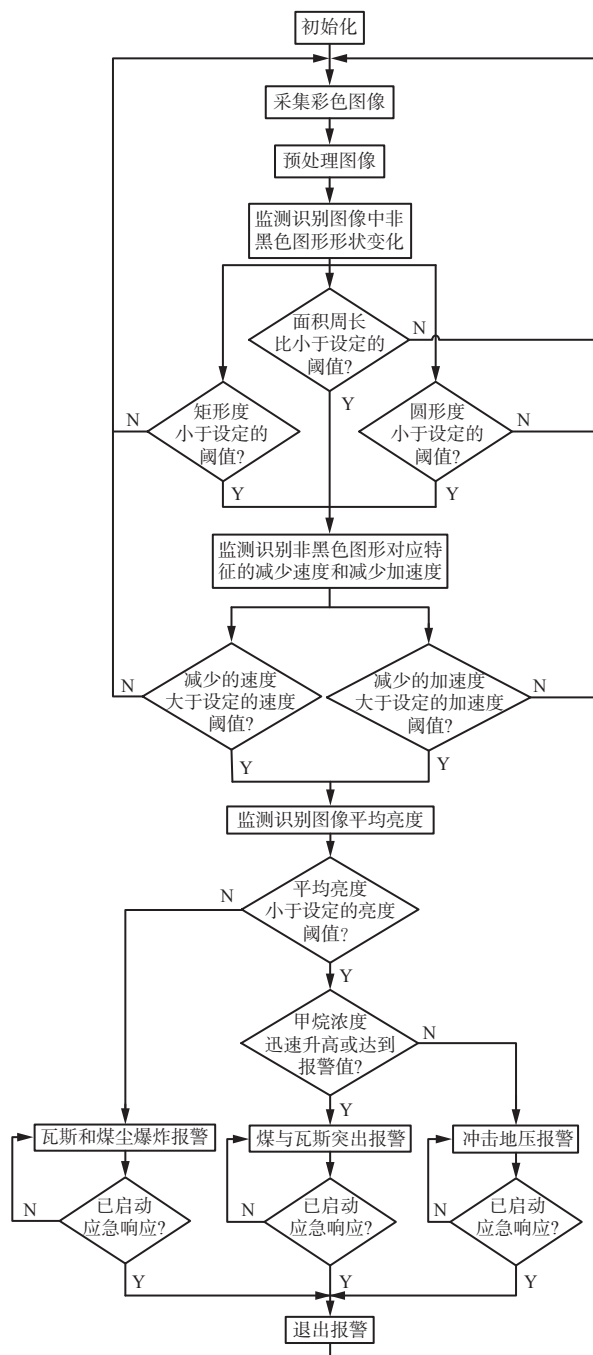 初始化
采集彩色图像
预处理图像
监测识别图像中非
黑色图形形状变化
面积周长
比小于设定的
阈值?
N
Y
矩形度
小于设定的
阈值?
N
Y
圆形度
小于设定的
阈值?
N
Y
监测识别非黑色图形对应特
征的减少速度和减少加速度
减少的速度
大于设定的速度
阈值?
N
Y
减少的加速度
大于设定的加速度
阈值?
N
Y
监测识别图像平均亮度
平均亮度
小于设定的亮度
阈值?
N
Y
甲烷浓度
迅速升高或达到
报警值?
N
Y
瓦斯和煤尘爆炸报警
煤与瓦斯突出报警
冲击地压报警
已启动
应急响应?
N
Y
已启动
应急响应?
N
Y
已启动
应急响应?
N
Y
退出报警